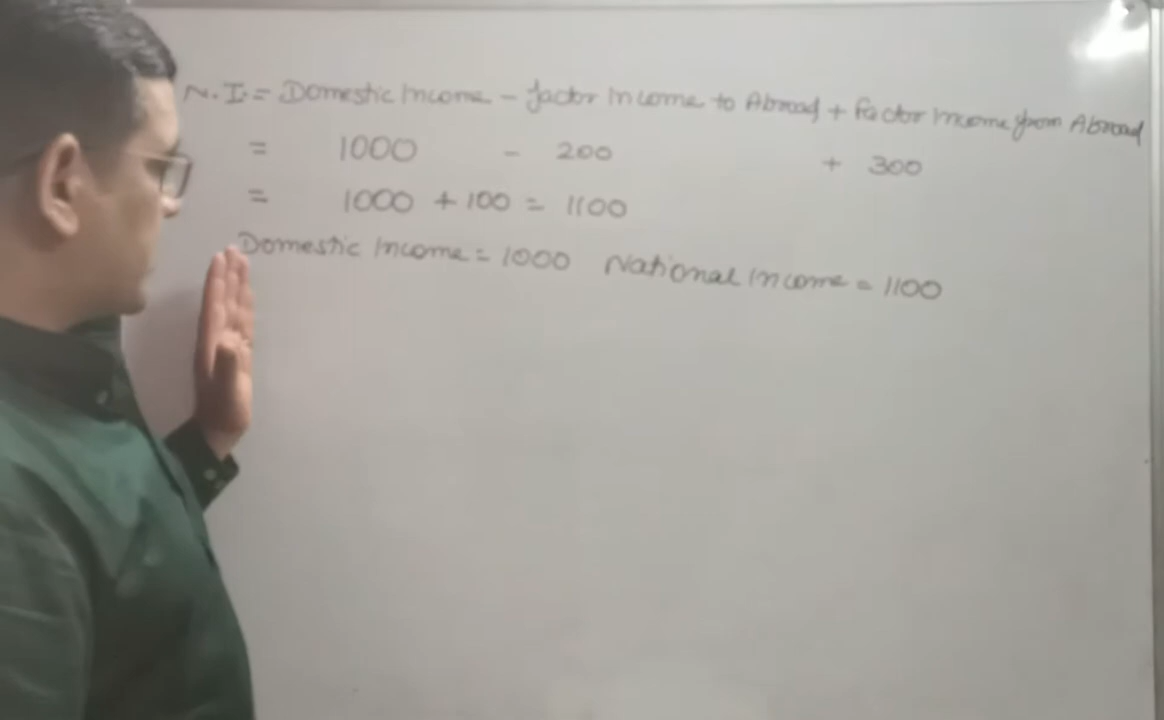 N.I. = Domestic Income - factor Income to Abroad + factor Income from Abroad
= 1000 - 200 + 300
= 1000 + 100 = 1100
Domestic Income = 1000 National Income = 1100